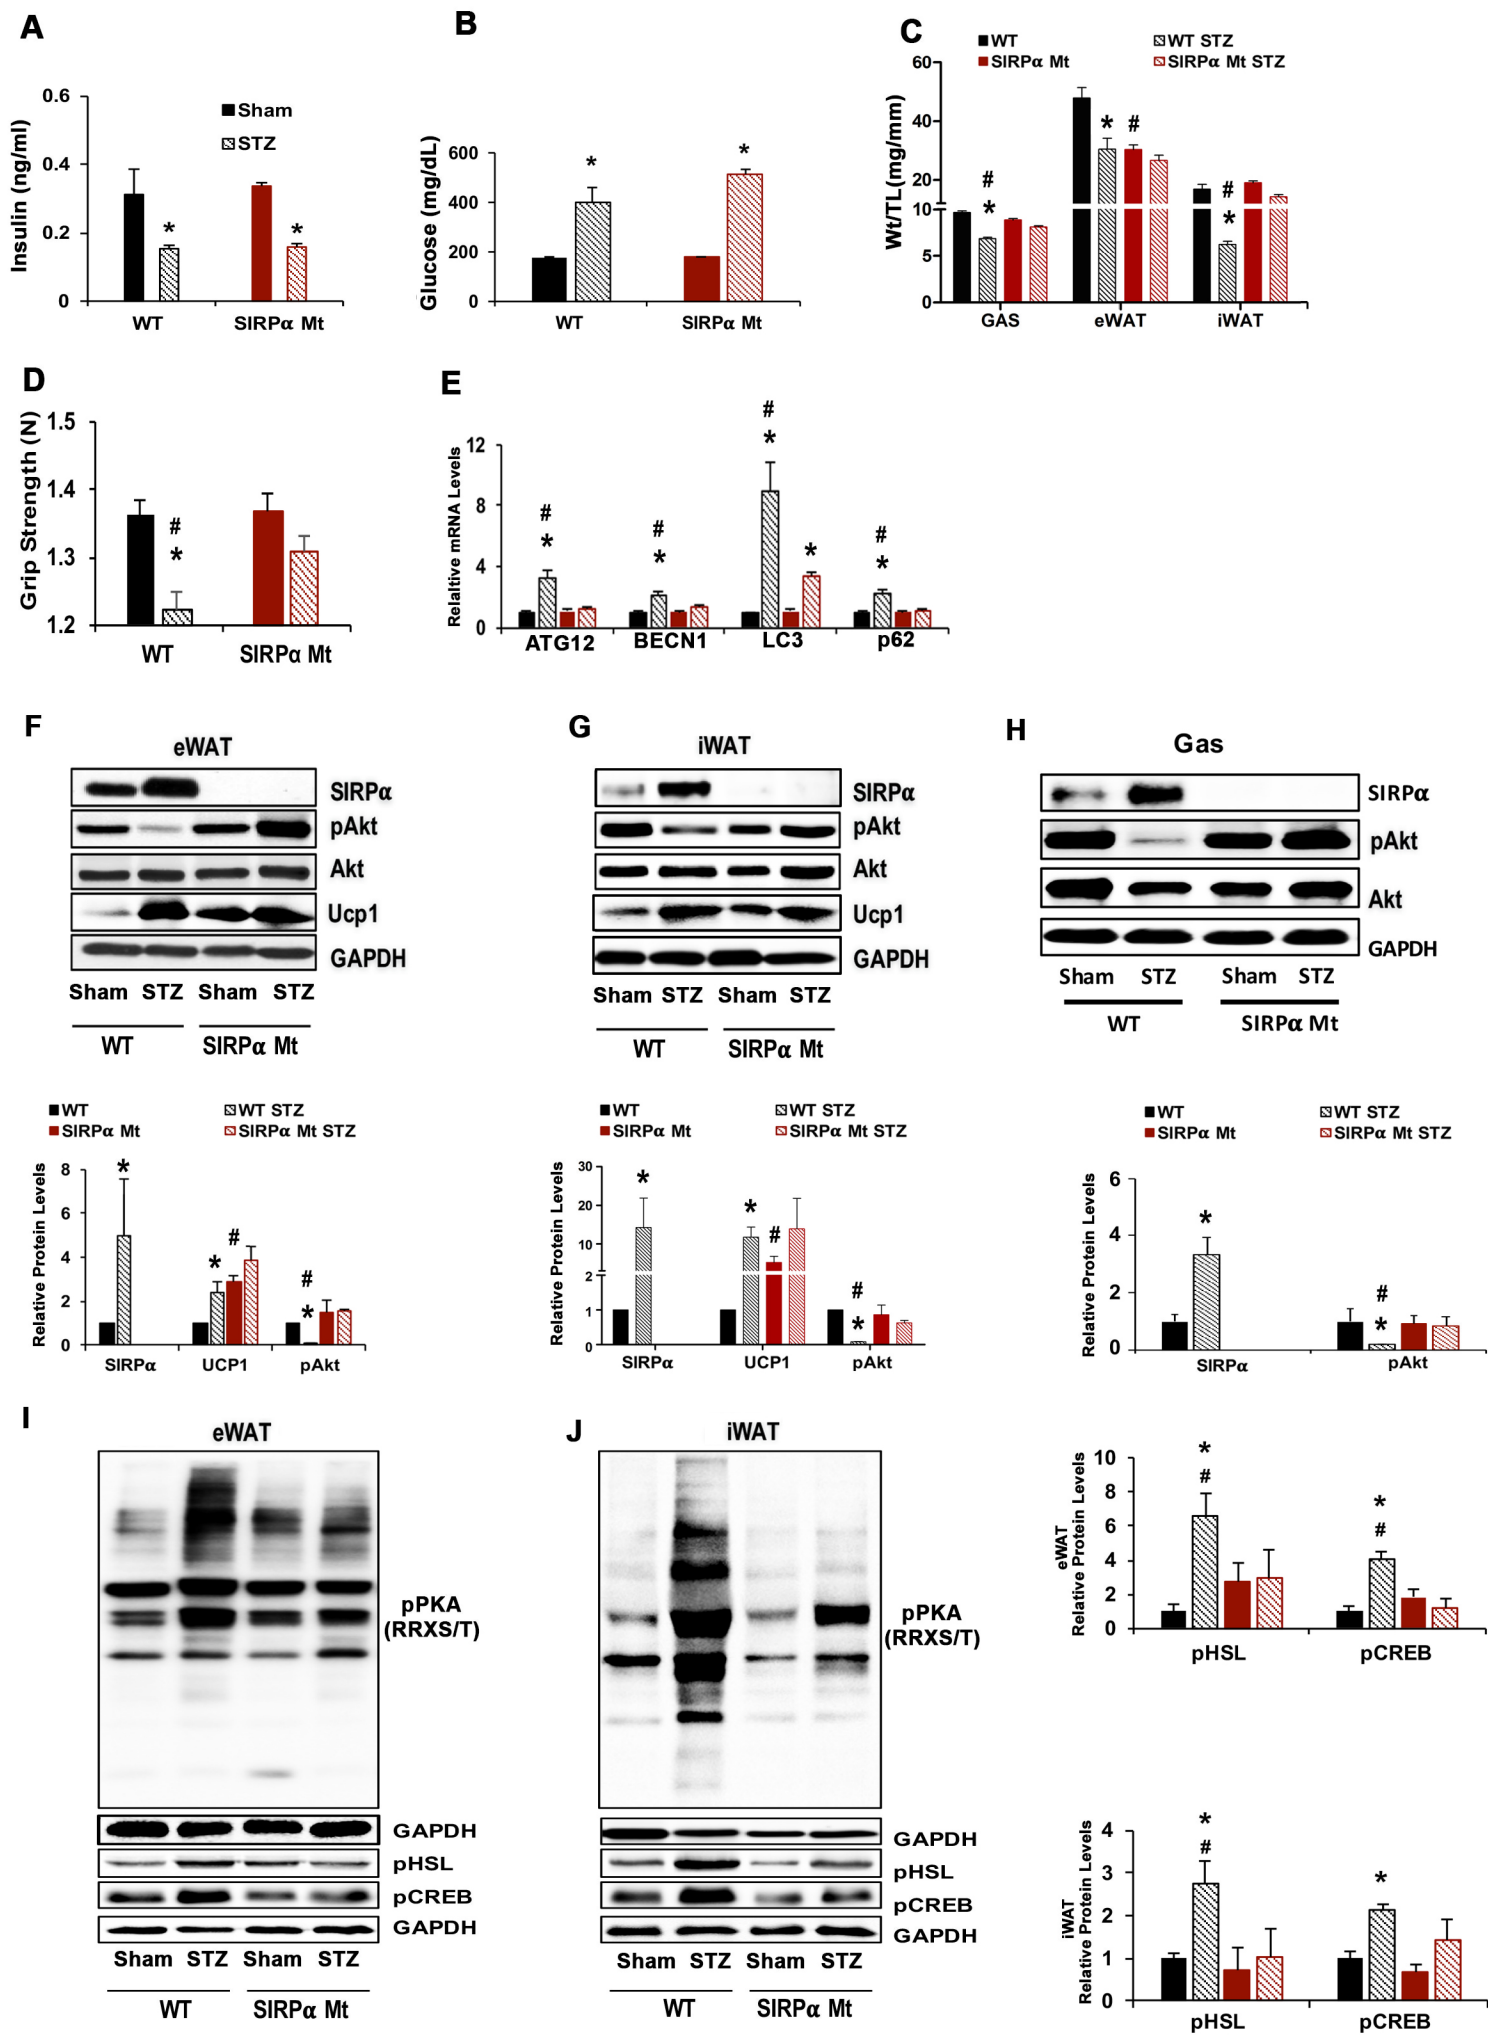 A
Insulin (ng/ml)
0.6
0.4
0.2
0
Sham
STZ
*
*
WT
SIRPα Mt
B
Glucose (mg/dL)
600
400
200
0
*
*
WT
SIRPα Mt
C
WT
WT STZ
SIRPα Mt
SIRPα Mt STZ
Wt/TL(mg/mm)
60
40
20
10
5
0
#
*
* #
#
*
GAS
eWAT
iWAT
D
Grip Strength (N)
1.5
1.4
1.3
1.2
#
*
WT
SIRPα Mt
E
Relaltive mRNA Levels
12
8
4
0
#
*
#
*
#
*
*
#
*
ATG12
BECN1
LC3
p62
F
eWAT
SIRPα
pAkt
Akt
Ucp1
GAPDH
Sham STZ Sham STZ
WT
SIRPα Mt
WT
WT STZ
SIRPα Mt
SIRPα Mt STZ
Relative Protein Levels
8
6
4
2
0
*
*
#
#
*
SIRPα
UCP1
pAkt
G
iWAT
SIRPα
pAkt
Akt
Ucp1
GAPDH
Sham STZ Sham STZ
WT
SIRPα Mt
WT
WT STZ
SIRPα Mt
SIRPα Mt STZ
Relative Protein Levels
30
20
10
2
1
0
*
*
#
#
*
SIRPα
UCP1
pAkt
H
Gas
SIRPα
pAkt
Akt
GAPDH
Sham STZ Sham STZ
WT
SIRPα Mt
WT
WT STZ
SIRPα Mt
SIRPα Mt STZ
Relative Protein Levels
6
4
2
0
*
#
*
SIRPα
pAkt
I
eWAT
pPKA
(RRXS/T)
GAPDH
pHSL
pCREB
GAPDH
Sham STZ Sham STZ
WT
SIRPα Mt
J
iWAT
pPKA
(RRXS/T)
GAPDH
pHSL
pCREB
GAPDH
Sham STZ Sham STZ
WT
SIRPα Mt
eWAT
Relative Protein Levels
10
8
6
4
2
0
*
#
*
#
pHSL
pCREB
iWAT
Relative Protein Levels
4
3
2
1
0
*
#
*
pHSL
pCREB